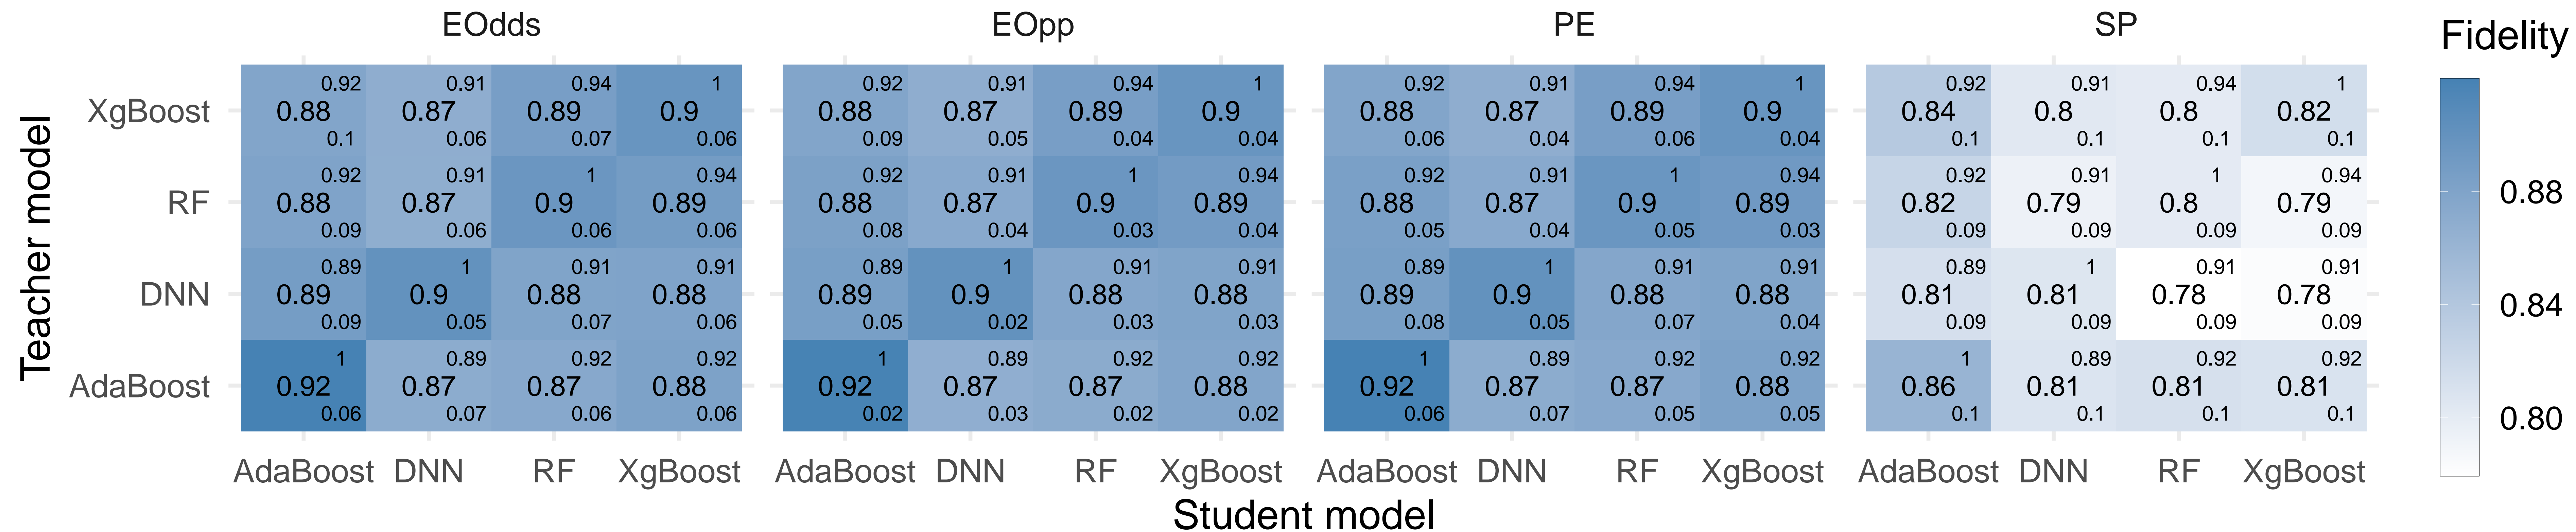 EOdds EOpp PE SP Fidelity
0.92 0.91 0.94 1 0.92 0.91 0.94 1 0.92 0.91 0.94 1 0.92 0.91 0.94 1
XgBoost 0.88 0.87 0.89 0.9 0.88 0.87 0.89 0.9 0.88 0.87 0.89 0.9 0.84 0.8 0.8 0.82
0.1 0.06 0.07 0.06 0.09 0.05 0.04 0.04 0.06 0.04 0.06 0.04 0.1 0.1 0.1 0.1
0.92 0.91 1 0.94 0.92 0.91 1 0.94 0.92 0.91 1 0.94 0.92 0.91 1 0.94
RF 0.88 0.87 0.9 0.89 0.88 0.87 0.9 0.89 0.88 0.87 0.9 0.89 0.82 0.79 0.8 0.79 0.88
0.09 0.06 0.06 0.06 0.08 0.04 0.03 0.04 0.05 0.04 0.05 0.03 0.09 0.09 0.09 0.09
0.89 1 0.91 0.91 0.89 1 0.91 0.91 0.89 1 0.91 0.91 0.89 1 0.91 0.91
DNN 0.89 0.9 0.88 0.88 0.89 0.9 0.88 0.88 0.89 0.9 0.88 0.88 0.81 0.81 0.78 0.78 0.84
0.09 0.05 0.07 0.06 0.05 0.02 0.03 0.03 0.08 0.05 0.07 0.04 0.09 0.09 0.09 0.09
1 0.89 0.92 0.92 1 0.89 0.92 0.92 1 0.89 0.92 0.92 1 0.89 0.92 0.92
AdaBoost 0.92 0.87 0.87 0.88 0.92 0.87 0.87 0.88 0.92 0.87 0.87 0.88 0.86 0.81 0.81 0.81
0.06 0.07 0.06 0.06 0.02 0.03 0.02 0.02 0.06 0.07 0.05 0.05 0.1 0.1 0.1 0.1 0.80
Teacher model
AdaBoost DNN RF XgBoost AdaBoost DNN RF XgBoost AdaBoost DNN RF XgBoost AdaBoost DNN RF XgBoost
Student model